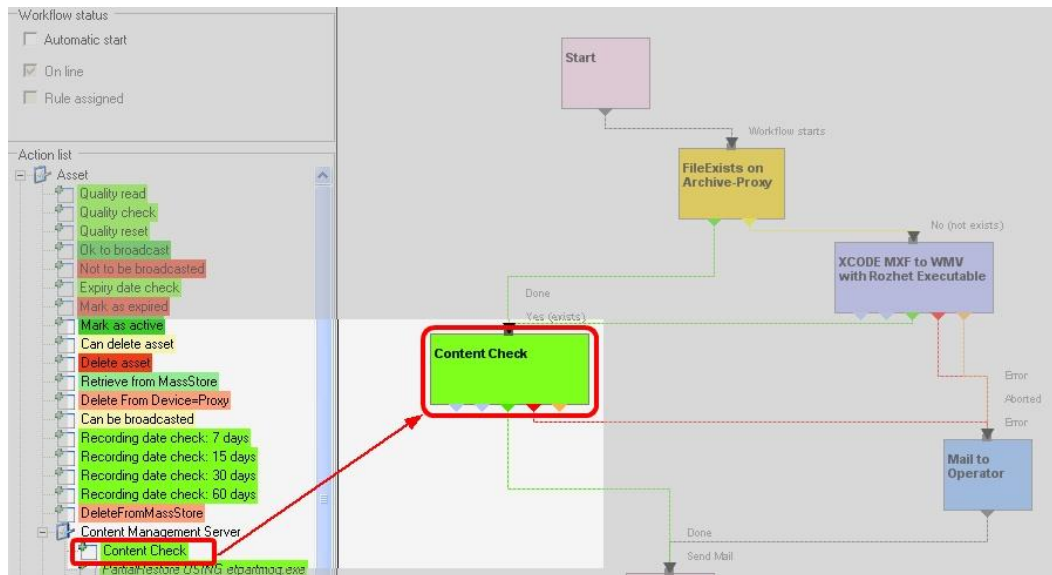 Workflow status
Automatic start
On line
Rule assigned
Action list
Asset
Quality read
Quality check
Quality reset
Ok to broadcast
Not to be broadcasted
Expiry date check
Mark as expired
Mark as active
Can delete asset
Delete asset
Retrieve from MassStore
Delete From Device=Proxy
Can be broadcasted
Recording date check: 7 days
Recording date check: 15 days
Recording date check: 30 days
Recording date check: 60 days
DeleteFromMassStore
Content Management Server
Content Check
PartialRestore USING etpartmog.exe
Start
Workflow starts
FileExists on
Archive-Proxy
No (not exists)
XCODE MXF to WMV
with Rozhet Executable
Done
Yes (exists)
Content Check
Error
Aborted
Error
Mail to
Operator
Done
Send Mail